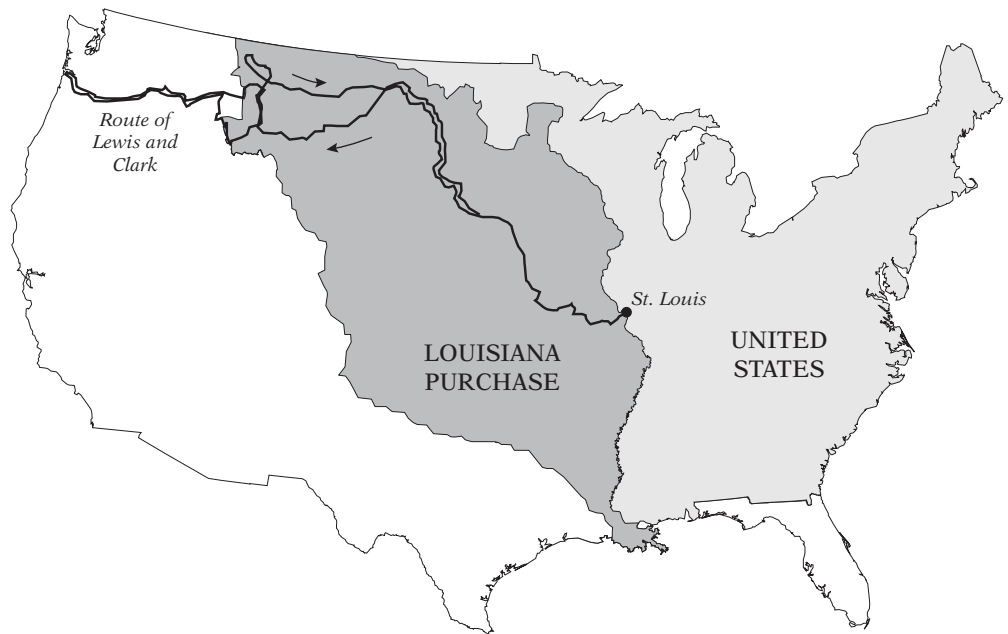 Route of
Lewis and
Clark
St. Louis
LOUISIANA
PURCHASE
UNITED
STATES